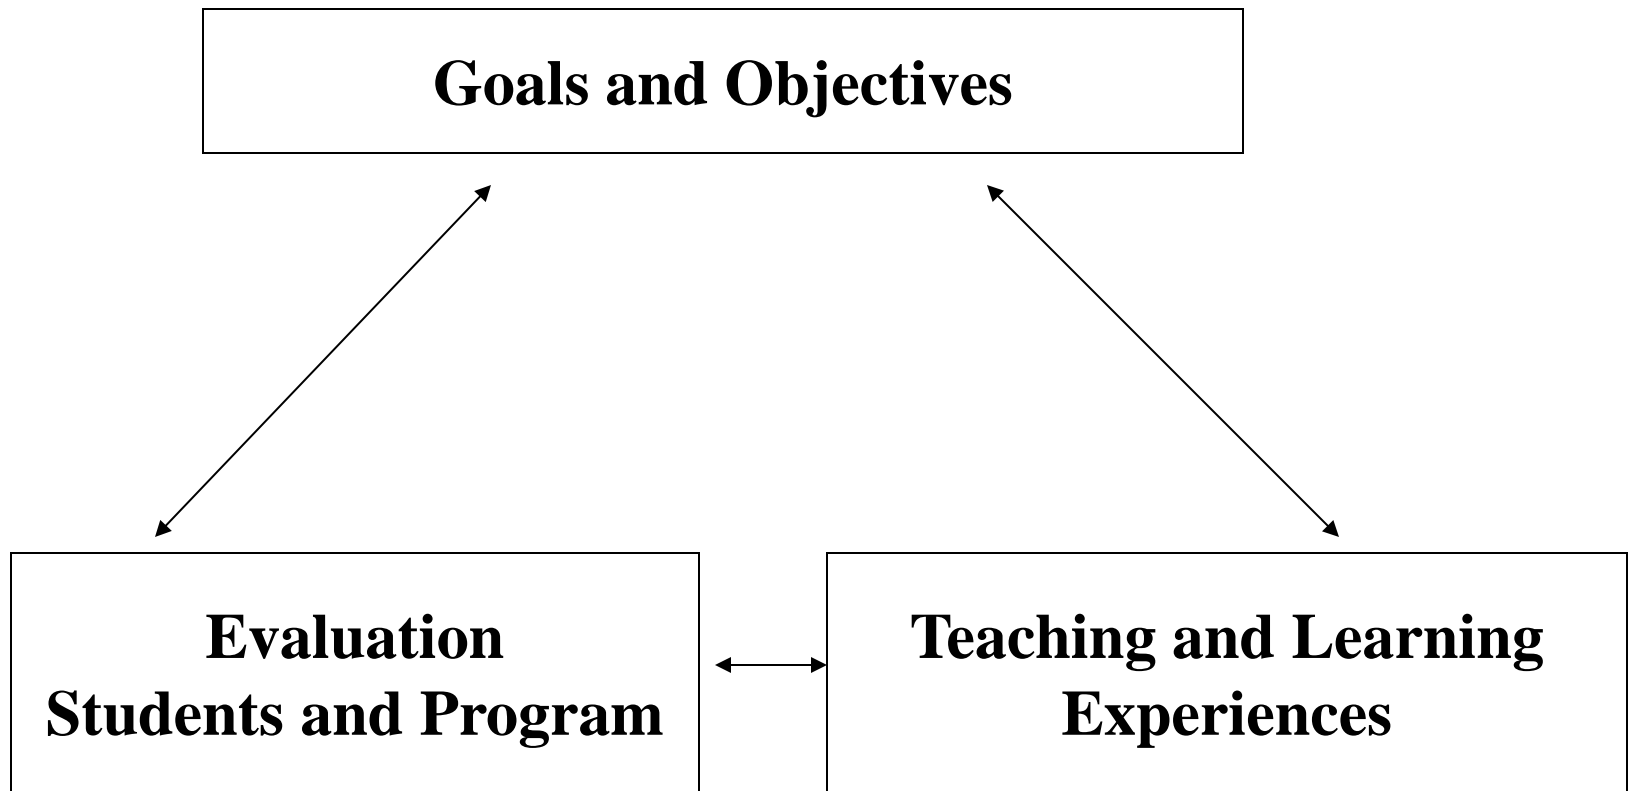 Goals and Objectives
Evaluation
Students and Program
Teaching and Learning
Experiences